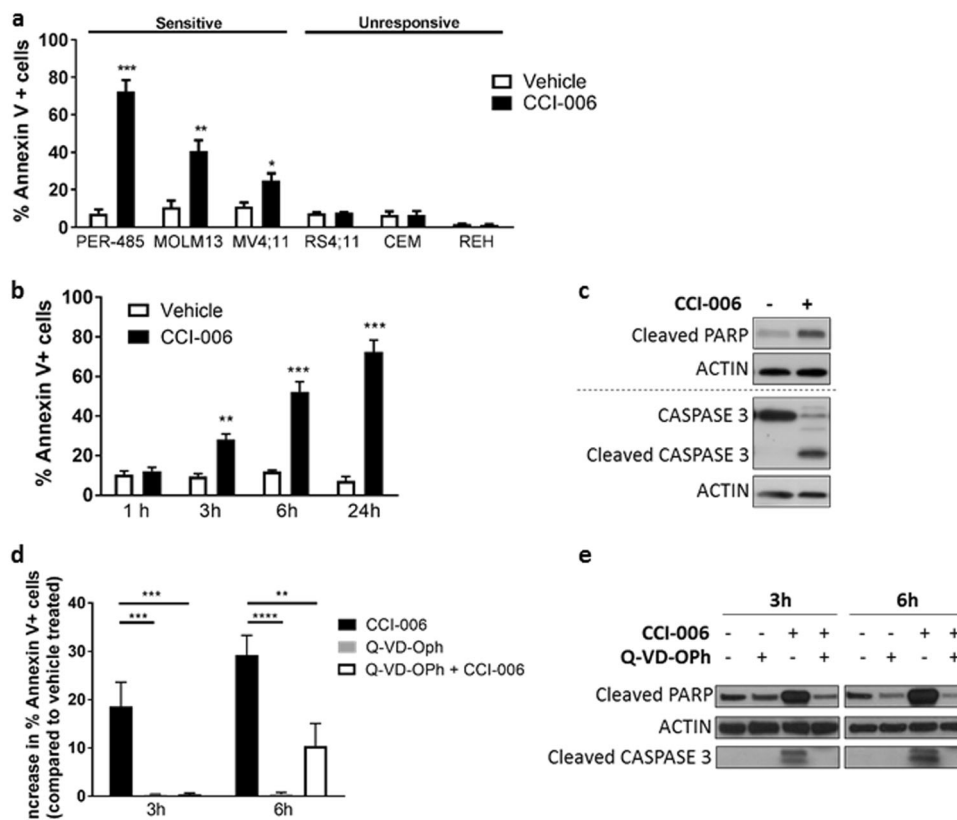 a
Sensitive
Unresponsive
% Annexin V + cells
100
80
60
40
20
0
***
**
*
Vehicle
CCI-006
PER-485 MOLM13 MV4;11 RS4;11 CEM REH
b
% Annexin V+ cells
100
80
60
40
20
0
Vehicle
CCI-006
**
***
***
1 h 3h 6h 24h
c
CCI-006 - +
Cleaved PARP
ACTIN
CASPASE 3
Cleaved CASPASE 3
ACTIN
d
ncrease in % Annexin V+ cells
(compared to vehicle treated)
40
30
20
10
0
***
***
**
****
CCI-006
Q-VD-Oph
Q-VD-OPh + CCI-006
3h 6h
e
3h 6h
CCI-006 - - + + - - + +
Q-VD-OPh - + - + - + - +
Cleaved PARP
ACTIN
Cleaved CASPASE 3